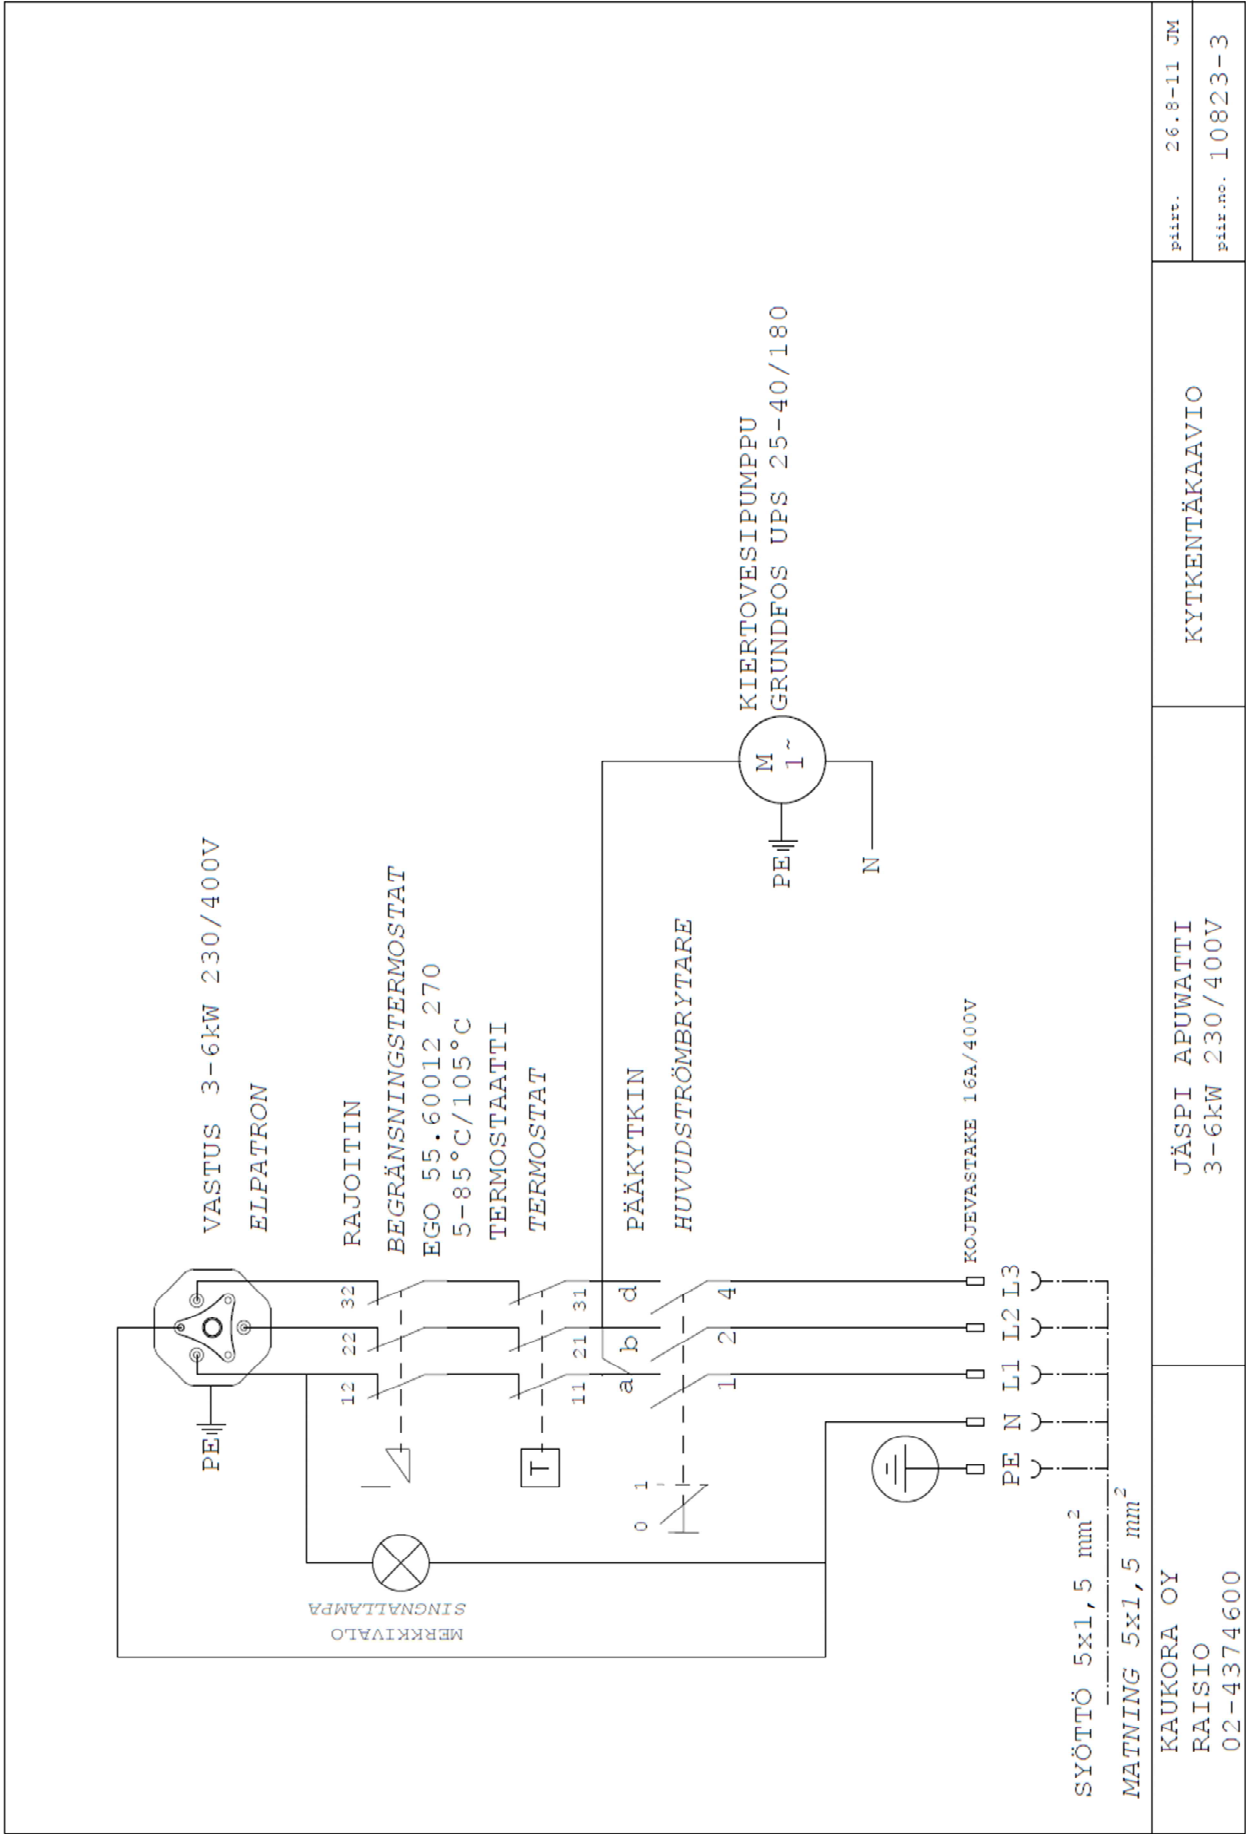 VASTUS 3-6kW 230/400V
ELPATRON
PE
RAJOITIN
BEGRÄNSNINGSTERMOSTAT
EGO 55.60012 270
5-85°C/105°C
TERMOSTAATTI
TERMOSTAT
12 22 32
T
11 21 31
MERKKIVALO
SINGNALLAMPA
PÄÄKYTKIN
HUVUDSTRÖMBRYTARE
0 1
a b d
1 2 4
KIERTOVESIPUMPPU
GRUNDFOS UPS 25-40/180
M
1~
PE
N
KOJEVASTAKE 16A/400V
PE N L1 L2 L3
SYÖTTÖ 5x1,5 mm²
MATNING 5x1,5 mm²
KAUKORA OY
RAISIO
02-4374600
JÄSPI APUWATTI
3-6kW 230/400V
KYTKENTÄKAAVIO
piirt. 26.8-11 JM
piir.no. 10823-3